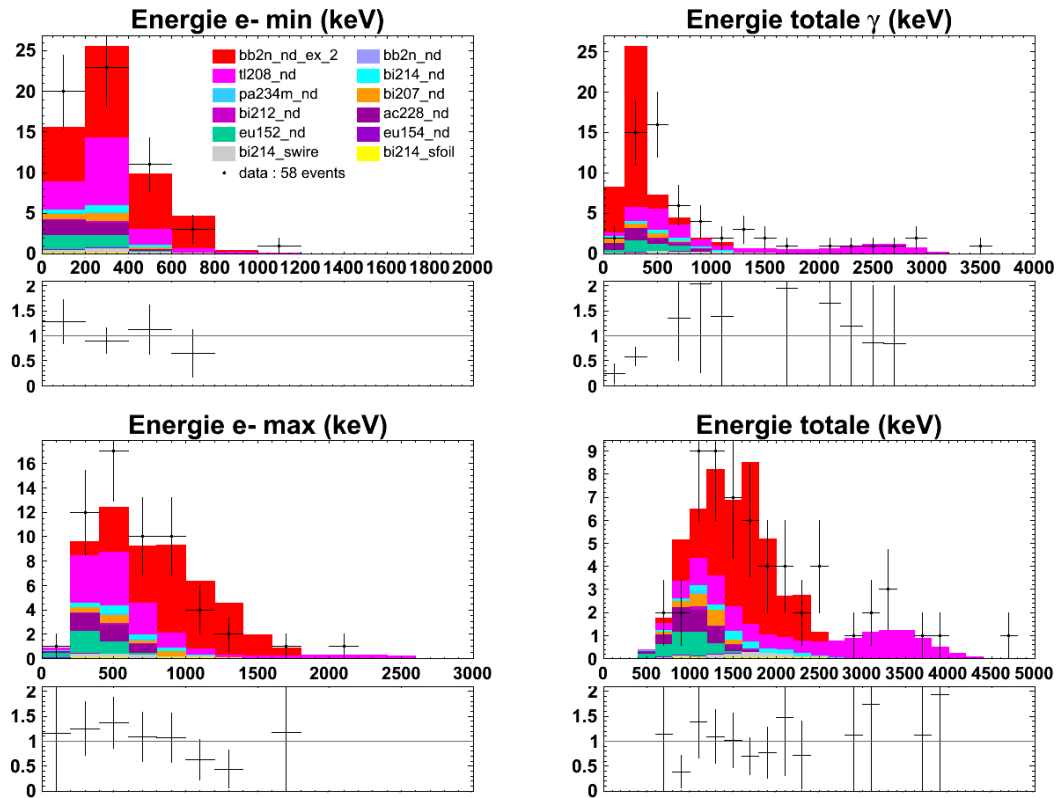 Energie e- min (keV)
25
20
15
10
5
0
bb2n_nd_ex_2
bb2n_nd
tl208_nd
bi214_nd
pa234m_nd
bi207_nd
bi212_nd
ac228_nd
eu152_nd
eu154_nd
bi214_swire
bi214_sfoil
data : 58 events
0 200 400 600 800 1000 1200 1400 1600 1800 2000
2
1.5
1
0.5
0
Energie totale γ (keV)
25
20
15
10
5
0
0 500 1000 1500 2000 2500 3000 3500 4000
2
1.5
1
0.5
0
Energie e- max (keV)
16
14
12
10
8
6
4
2
0
0 500 1000 1500 2000 2500 3000
2
1.5
1
0.5
0
Energie totale (keV)
9
8
7
6
5
4
3
2
1
0
0 500 1000 1500 2000 2500 3000 3500 4000 4500 5000
2
1.5
1
0.5
0